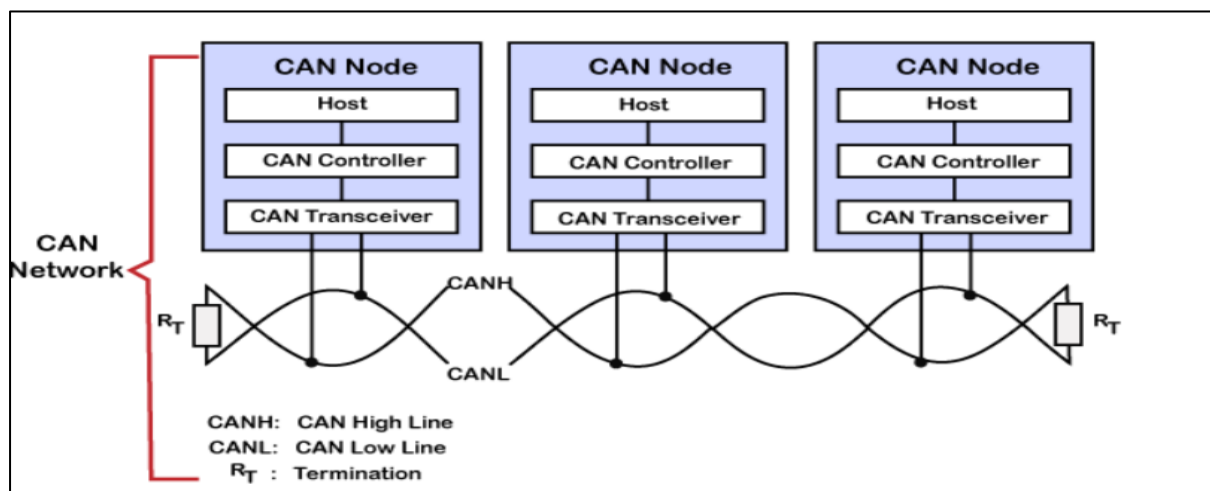 CAN Node
Host
CAN Controller
CAN Transceiver
CAN Node
Host
CAN Controller
CAN Transceiver
CAN Node
Host
CAN Controller
CAN Transceiver
CAN
Network
RT
CANH
CANL
RT
CANH: CAN High Line
CANL: CAN Low Line
RT : Termination